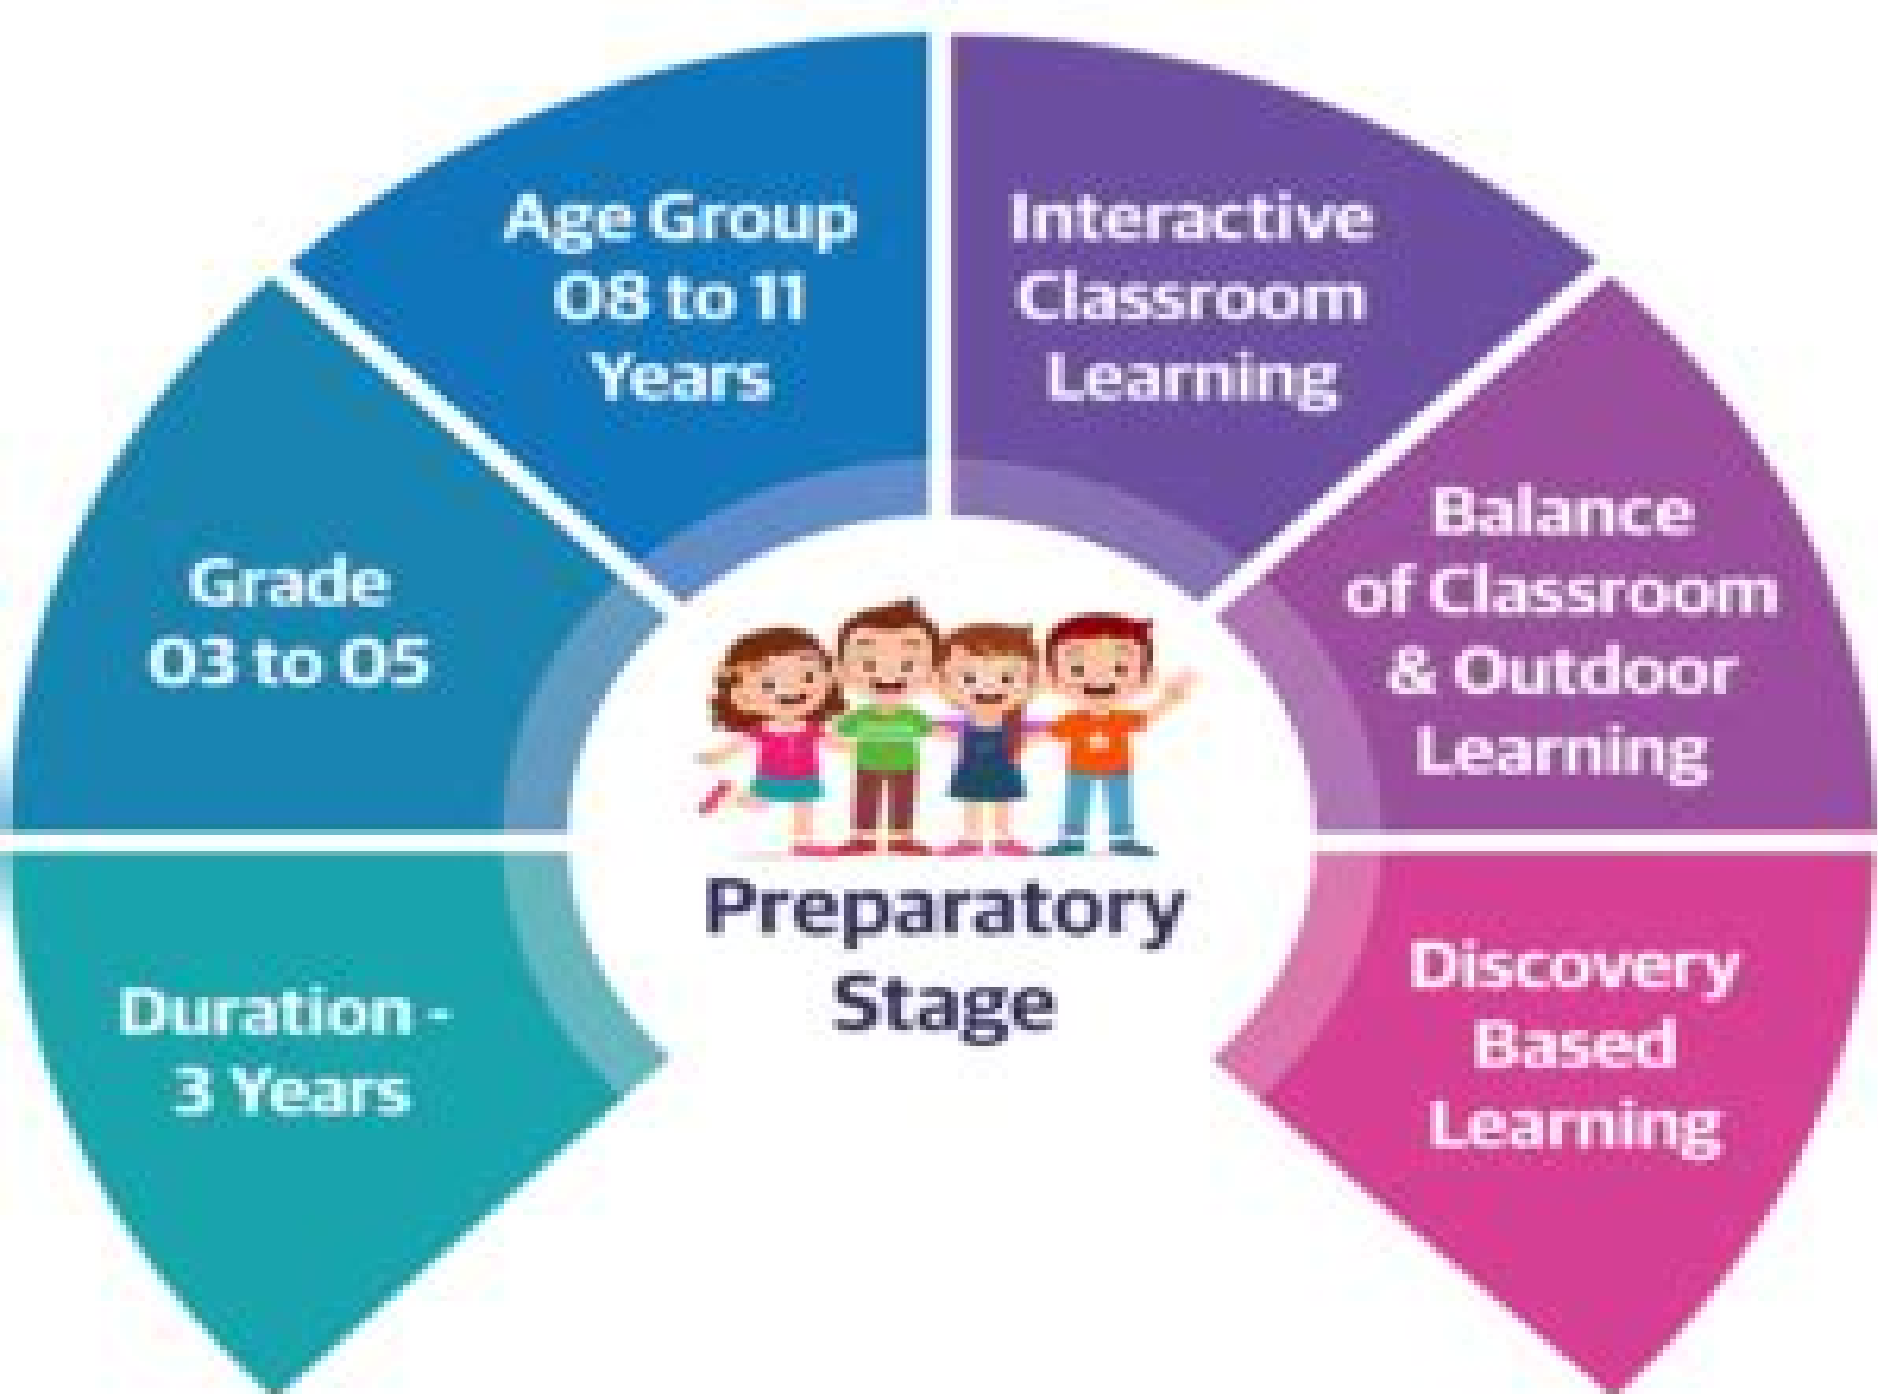 Age Group
08 to 11
Years
Interactive
Classroom
Learning
Grade
03 to 05
Balance
of Classroom
& Outdoor
Learning
Duration -
3 Years
Preparatory
Stage
Discovery
Based
Learning